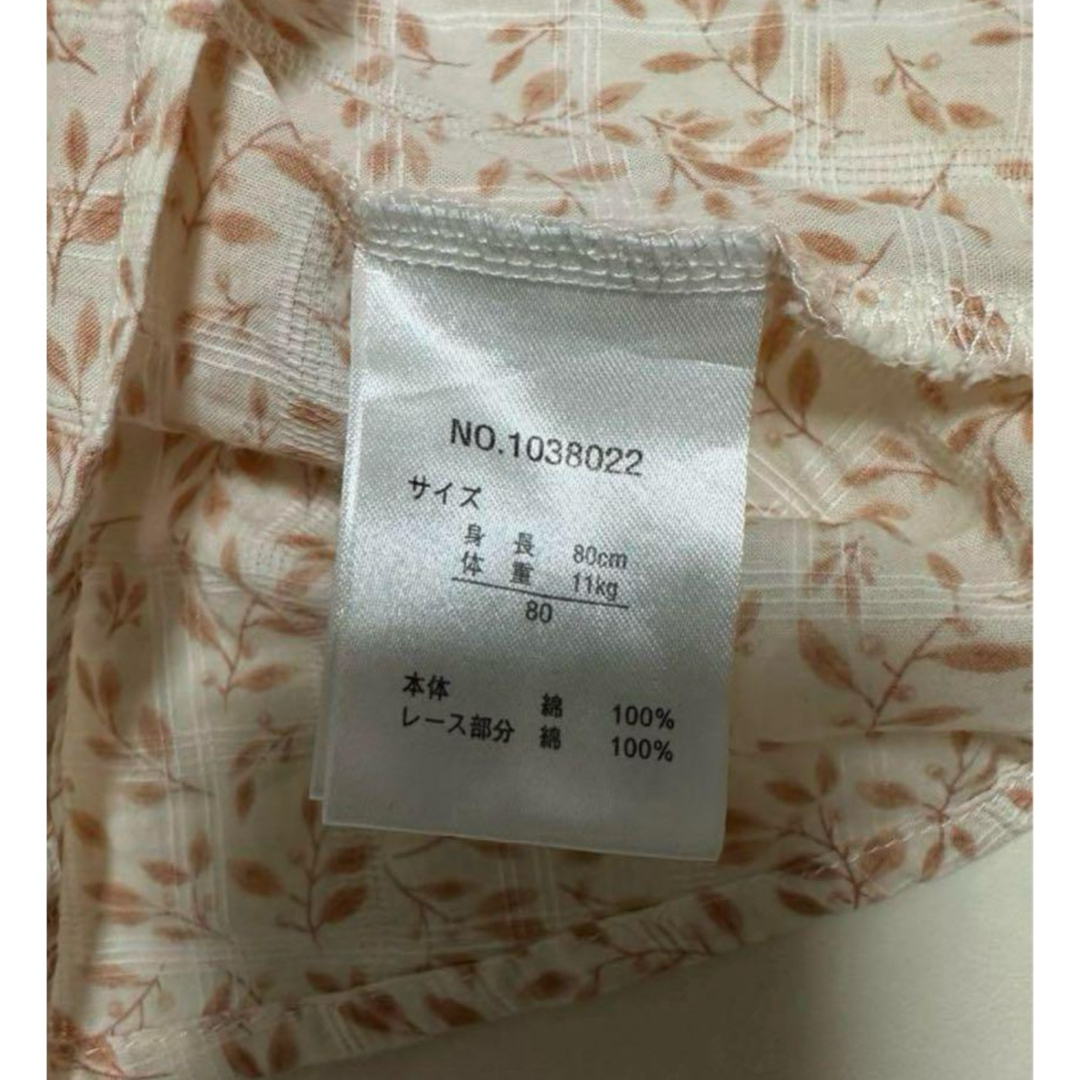 NO.1038022
サイズ
身 長 80cm
体 重 11kg
80
本体 綿 100%
レース部分 綿 100%